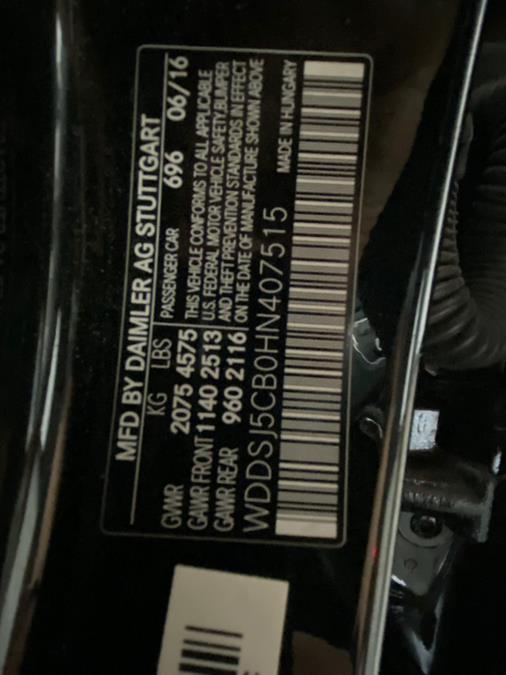 MFD BY DAIMLER AG STUTTGART
KG LBS PASSENGER CAR 696 06/16
GVWR 2075 4575 THIS VEHICLE CONFORMS TO ALL APPLICABLE
GAWR FRONT 1140 2513 U.S. FEDERAL MOTOR VEHICLE SAFETY, BUMPER
GAWR REAR 960 2116 AND THEFT PREVENTION STANDARDS IN EFFECT
ON THE DATE OF MANUFACTURE SHOWN ABOVE
WDDSJ5CB0HN407515 MADE IN HUNGARY